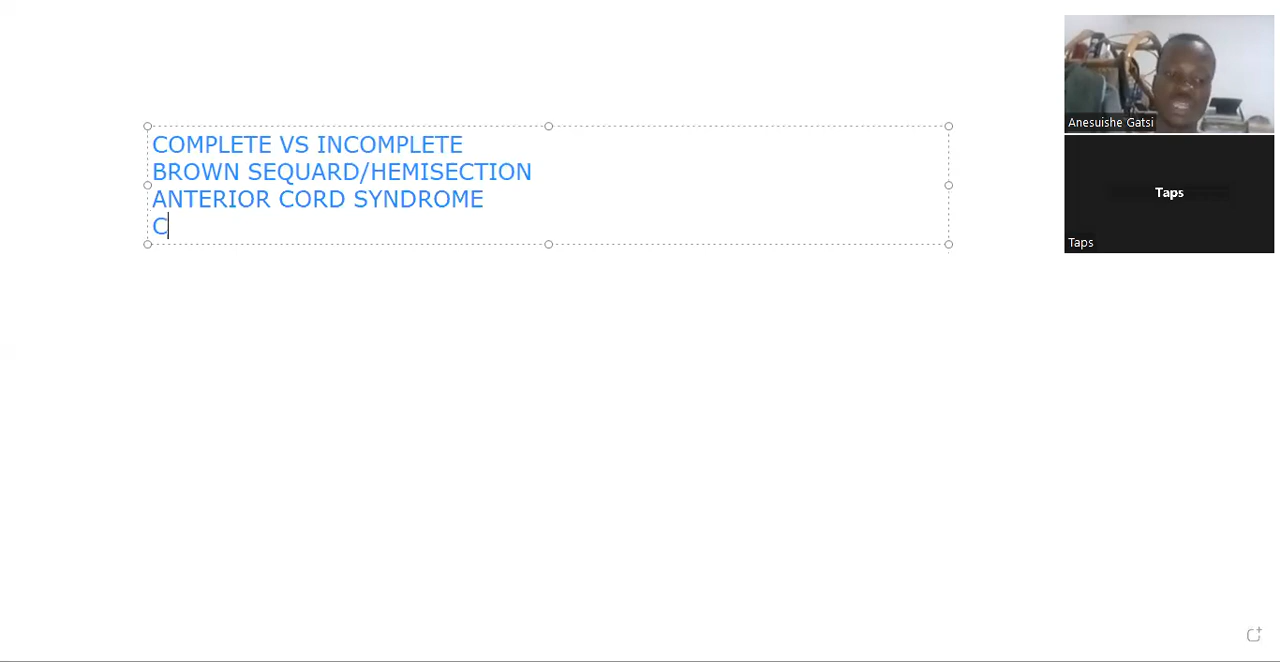 COMPLETE VS INCOMPLETE
BROWN SEQUARD/HEMISECTION
ANTERIOR CORD SYNDROME
C
Anesuishe Gatsi
Taps
Taps